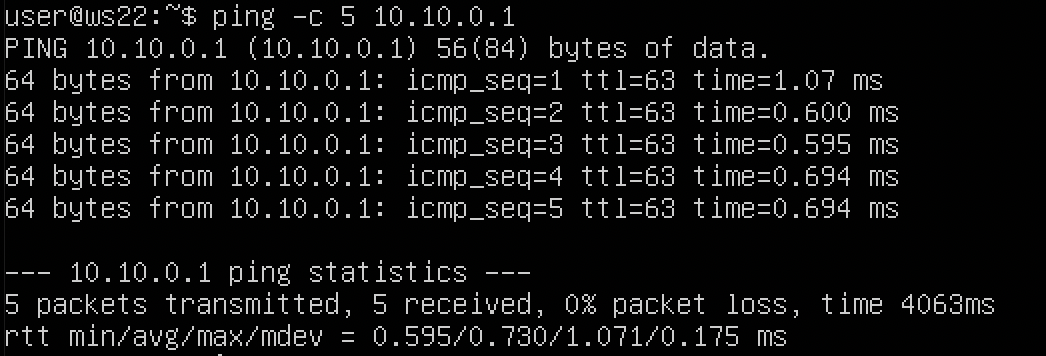 user@ws22:~$ ping -c 5 10.10.0.1
PING 10.10.0.1 (10.10.0.1) 56(84) bytes of data.
64 bytes from 10.10.0.1: icmp_seq=1 ttl=63 time=1.07 ms
64 bytes from 10.10.0.1: icmp_seq=2 ttl=63 time=0.600 ms
64 bytes from 10.10.0.1: icmp_seq=3 ttl=63 time=0.595 ms
64 bytes from 10.10.0.1: icmp_seq=4 ttl=63 time=0.694 ms
64 bytes from 10.10.0.1: icmp_seq=5 ttl=63 time=0.694 ms

--- 10.10.0.1 ping statistics ---
5 packets transmitted, 5 received, 0% packet loss, time 4063ms
rtt min/avg/max/mdev = 0.595/0.730/1.071/0.175 ms